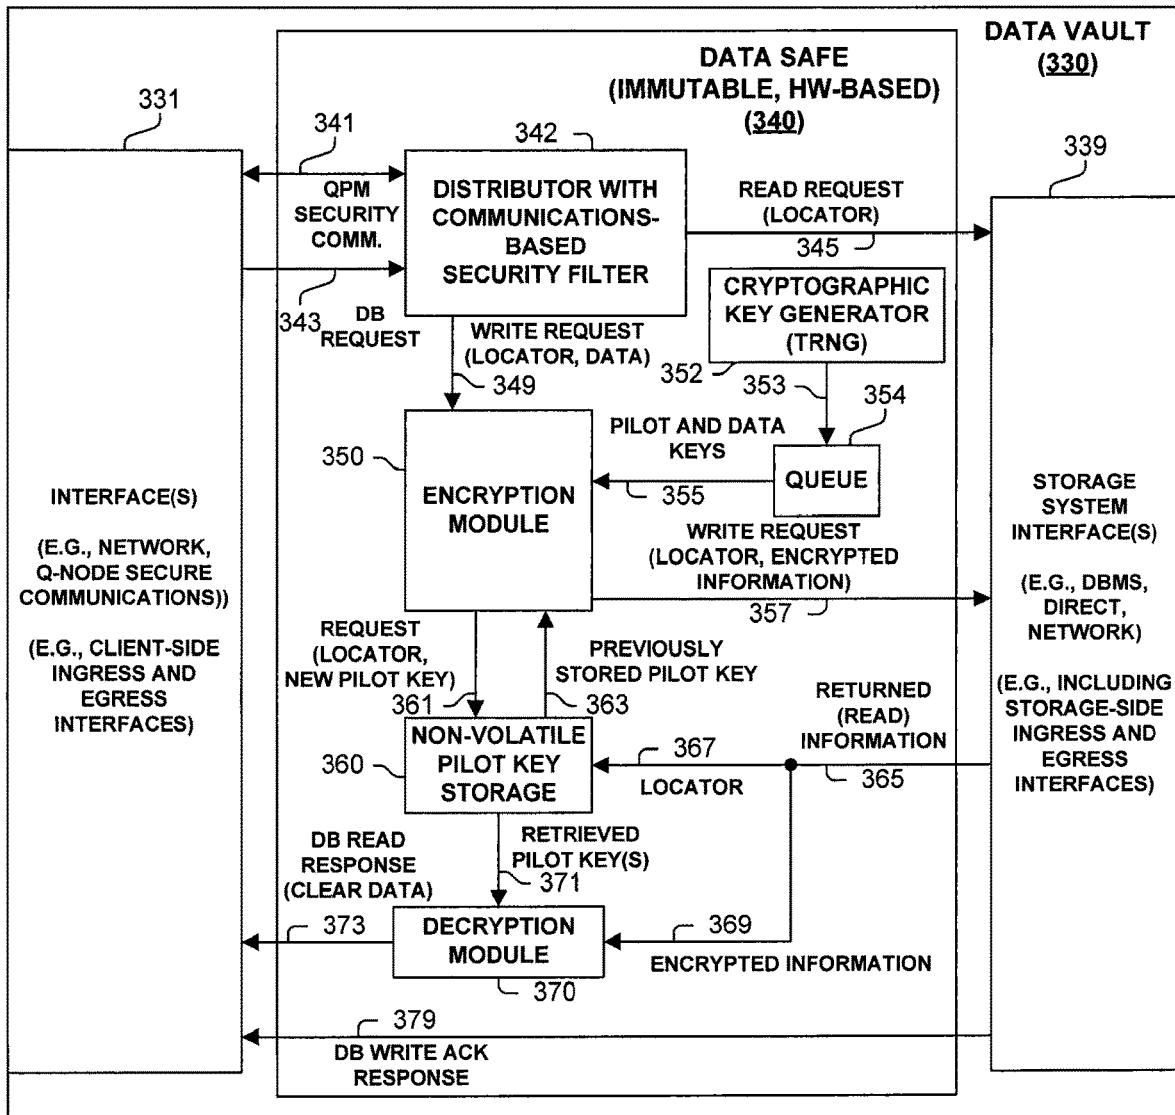 DATA VAULT
(330)
DATA SAFE
(IMMUTABLE, HW-BASED)
(340)
331
341
342
339
QPM
SECURITY
COMM.
DISTRIBUTOR WITH
COMMUNICATIONS-
BASED
SECURITY FILTER
READ REQUEST
(LOCATOR)
345
343
DB
REQUEST
WRITE REQUEST
(LOCATOR, DATA)
349
CRYPTOGRAPHIC
KEY GENERATOR
(TRNG)
352
353
354
350
ENCRYPTION
MODULE
PILOT AND DATA
KEYS
355
QUEUE
WRITE REQUEST
(LOCATOR, ENCRYPTED
INFORMATION)
357
INTERFACE(S)
(E.G., NETWORK,
Q-NODE SECURE
COMMUNICATIONS))
(E.G., CLIENT-SIDE
INGRESS AND
EGRESS
INTERFACES)
STORAGE
SYSTEM
INTERFACE(S)
(E.G., DBMS,
DIRECT,
NETWORK)
(E.G., INCLUDING
STORAGE-SIDE
INGRESS AND
EGRESS
INTERFACES)
REQUEST
(LOCATOR,
NEW PILOT KEY)
361
PREVIOUSLY
STORED PILOT KEY
363
360
NON-VOLATILE
PILOT KEY
STORAGE
367
LOCATOR
RETURNED
(READ)
INFORMATION
365
DB READ
RESPONSE
(CLEAR DATA)
RETRIEVED
PILOT KEY(S)
371
373
DECRYPTION
MODULE
370
369
ENCRYPTED INFORMATION
379
DB WRITE ACK
RESPONSE